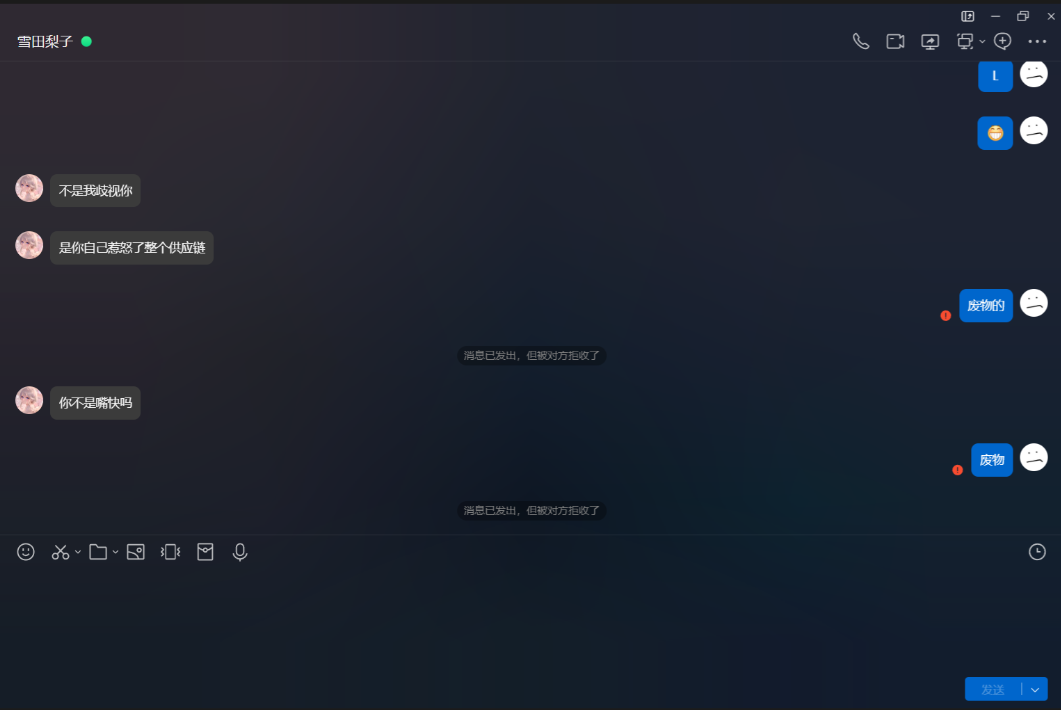 雪田梨子
L
不是我歧视你
是你自己惹怒了整个供应链
废物的
消息已发出，但被对方拒收了
你不是嘴快吗
废物
消息已发出，但被对方拒收了
发送